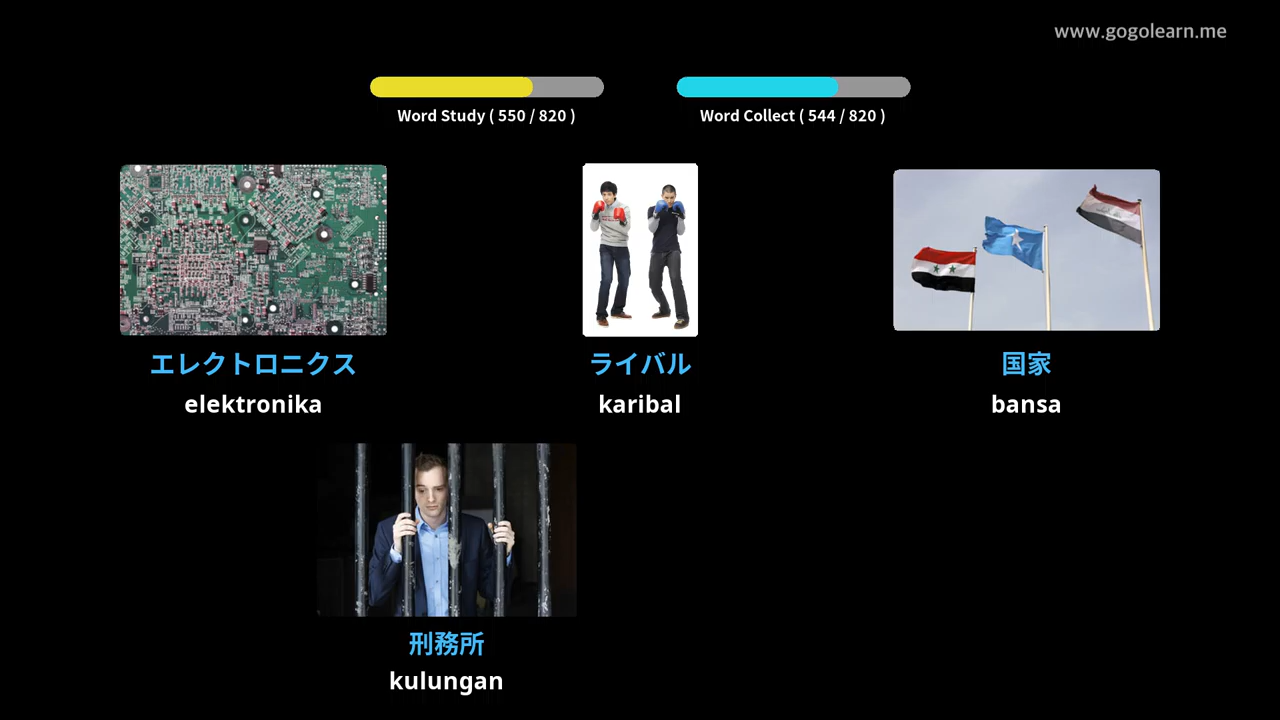 www.gogolearn.me
Word Study ( 550 / 820 )
Word Collect ( 544 / 820 )
エレクトロニクス
elektronika
ライバル
karibal
国家
bansa
刑務所
kulungan